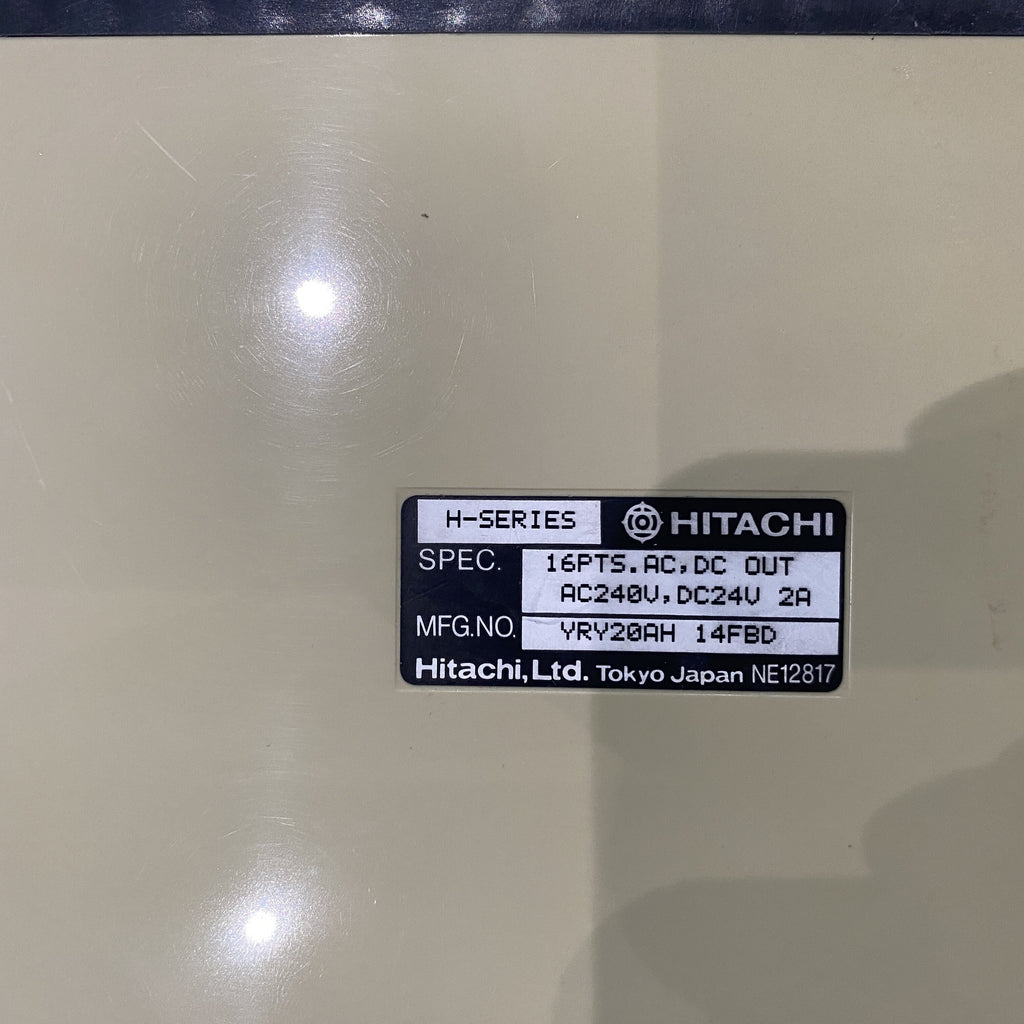 H-SERIES HITACHI
SPEC. 16PTS.AC,DC OUT
AC240V,DC24V 2A
MFG.NO. YRY20AH 14FBD
Hitachi,Ltd. Tokyo Japan NE12817